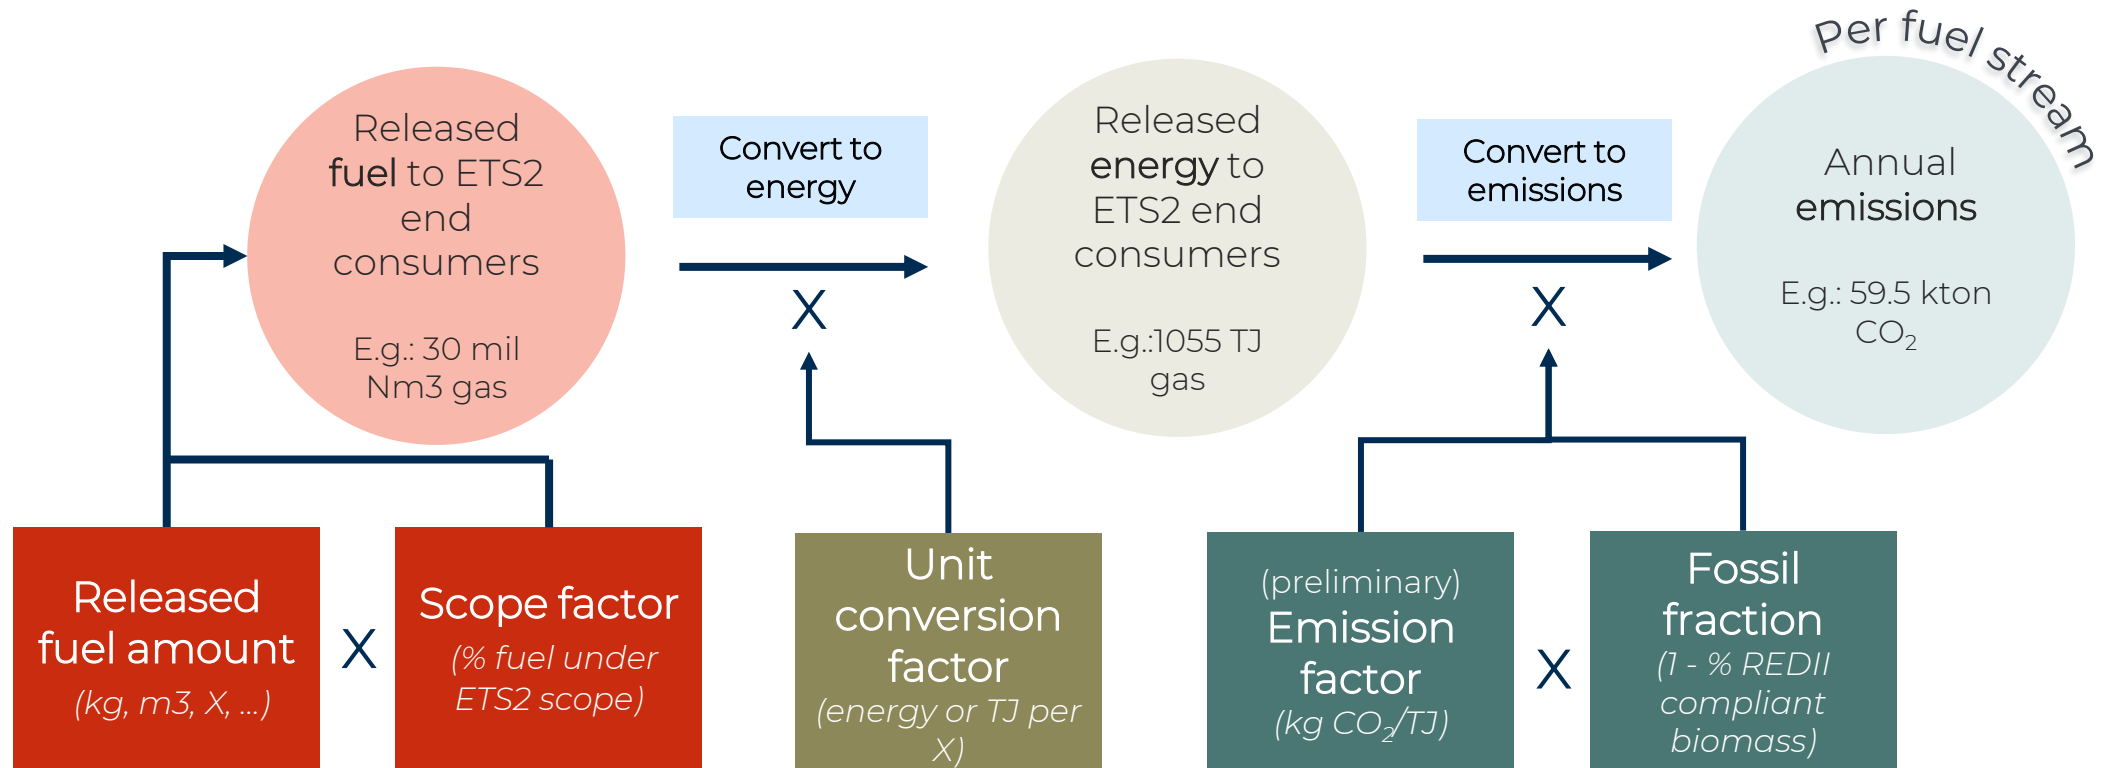 Per fuel stream
Released
fuel to ETS2
end
consumers
E.g.: 30 mil
Nm3 gas
Convert to
energy
X
Released
energy to
ETS2 end
consumers
E.g.:1055 TJ
gas
Convert to
emissions
X
Annual
emissions
E.g.: 59.5 kton
CO₂
Released
fuel amount
(kg, m3, X, ...)
X
Scope factor
(% fuel under
ETS2 scope)
Unit
conversion
factor
(energy or TJ per
X)
(preliminary)
Emission
factor
(kg CO₂/TJ)
X
Fossil
fraction
(1 - % REDII
compliant
biomass)